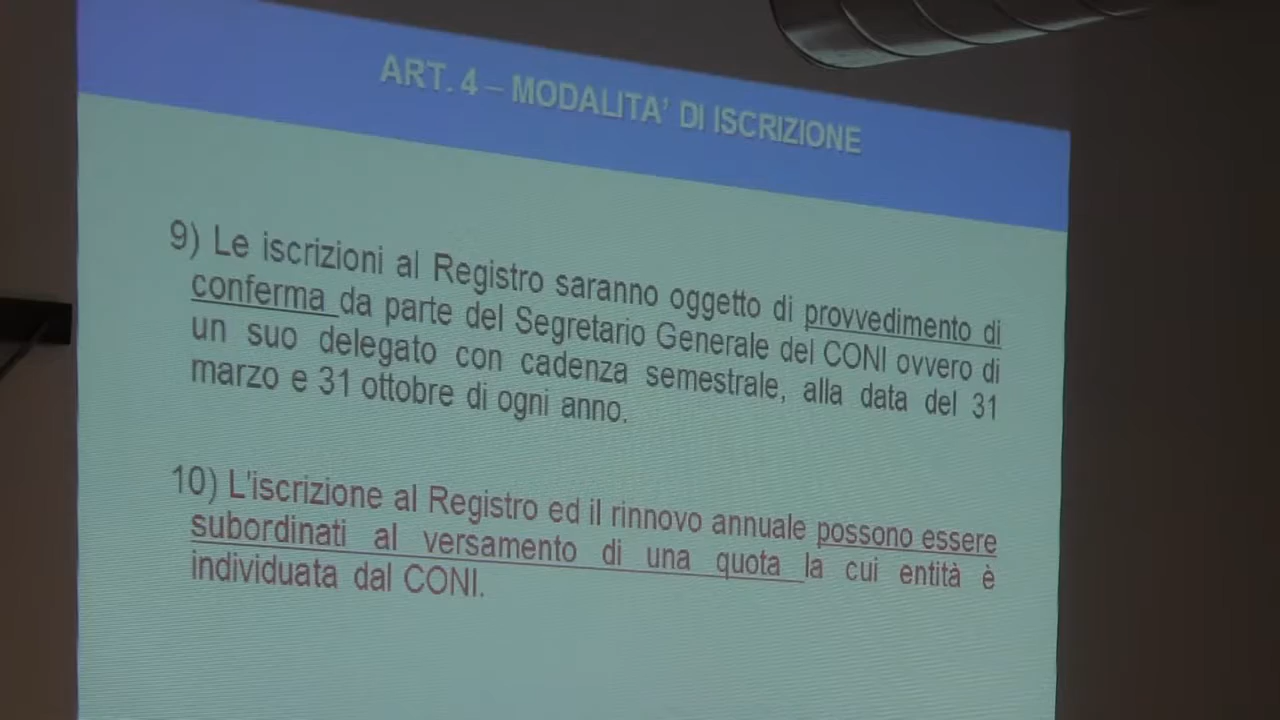 ART. 4 – MODALITA' DI ISCRIZIONE
9) Le iscrizioni al Registro saranno oggetto di provvedimento di
conferma da parte del Segretario Generale del CONI ovvero di
un suo delegato con cadenza semestrale, alla data del 31
marzo e 31 ottobre di ogni anno.
10) L'iscrizione al Registro ed il rinnovo annuale possono essere
subordinati al versamento di una quota la cui entità è
individuata dal CONI.